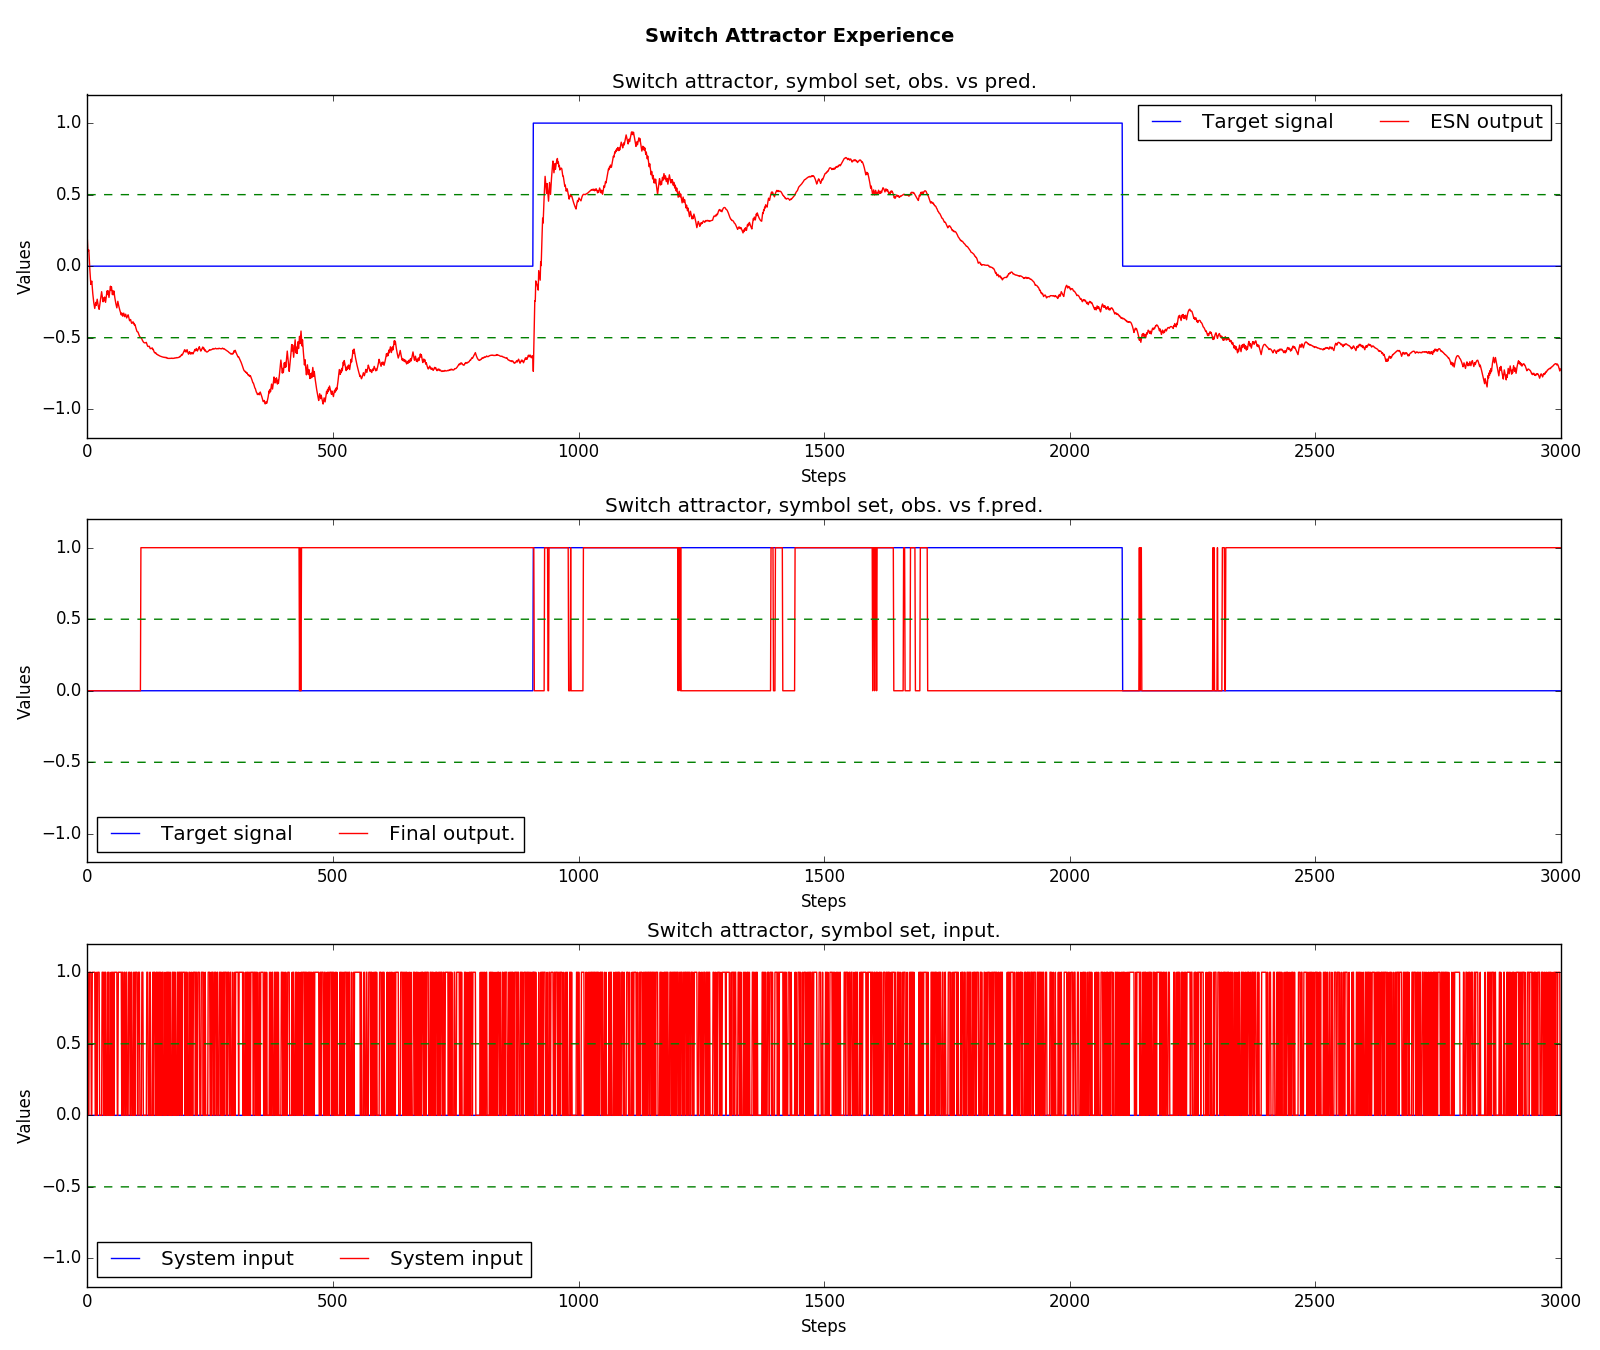 Switch Attractor Experience
Switch attractor, symbol set, obs. vs pred.
Target signal ESN output
Values
1.0
0.5
0.0
−0.5
−1.0
0 500 1000 1500 2000 2500 3000
Steps
Switch attractor, symbol set, obs. vs f.pred.
Values
1.0
0.5
0.0
−0.5
−1.0
Target signal Final output.
0 500 1000 1500 2000 2500 3000
Steps
Switch attractor, symbol set, input.
Values
1.0
0.5
0.0
−0.5
−1.0
System input System input
0 500 1000 1500 2000 2500 3000
Steps